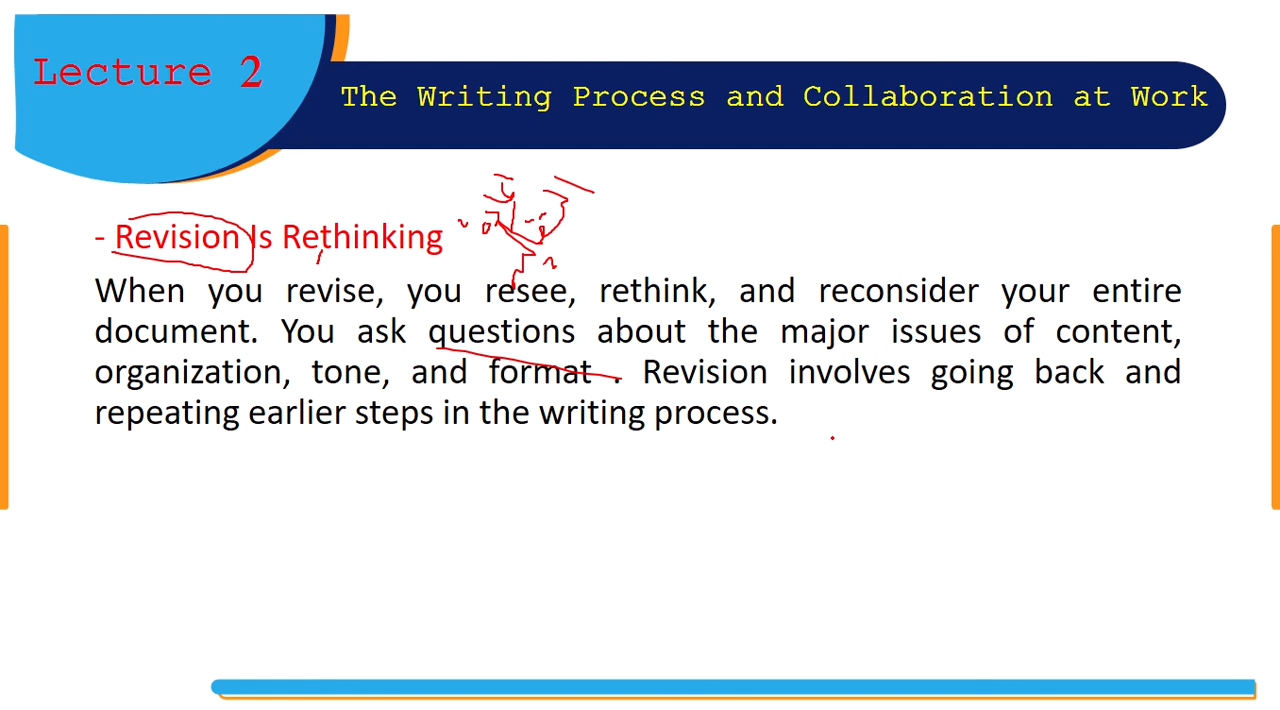 Lecture 2
The Writing Process and Collaboration at Work
- Revision Is Rethinking
When you revise, you resee, rethink, and reconsider your entire
document. You ask questions about the major issues of content,
organization, tone, and format . Revision involves going back and
repeating earlier steps in the writing process.